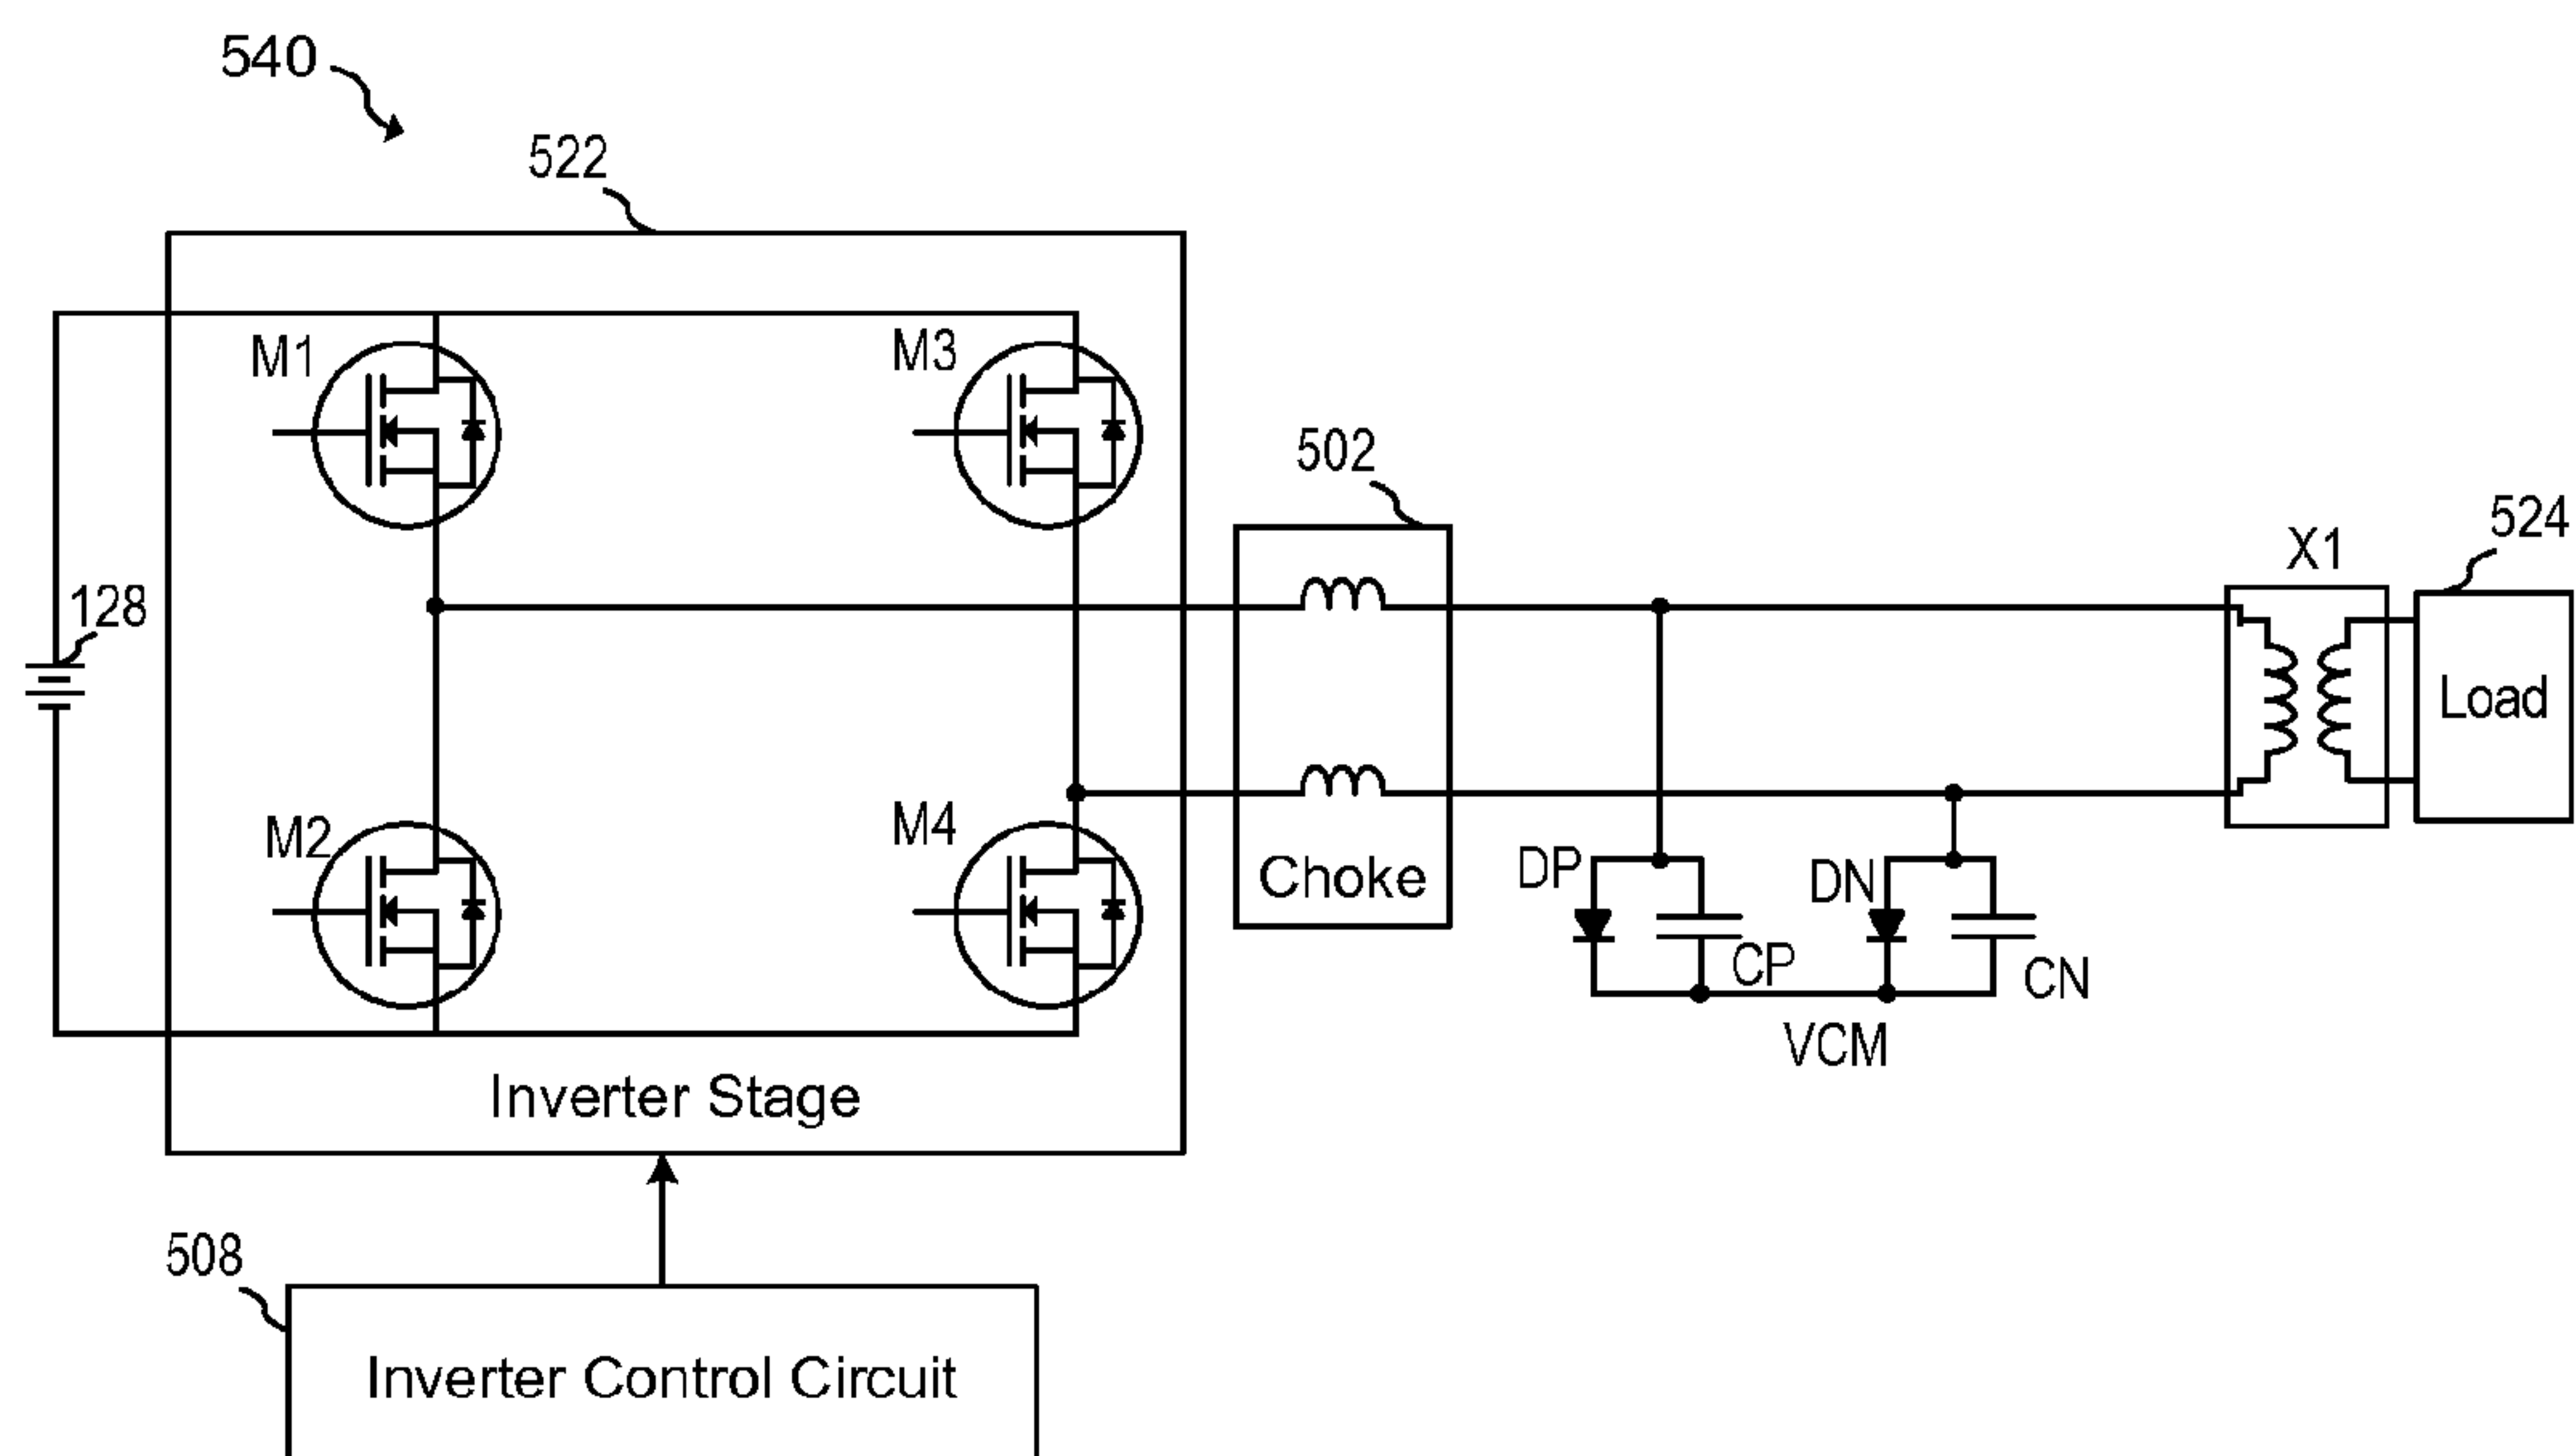 540
522
M1
M3
502
524
X1
128
Load
M2
M4
Choke
DP
DN
CP
CN
VCM
Inverter Stage
508
Inverter Control Circuit